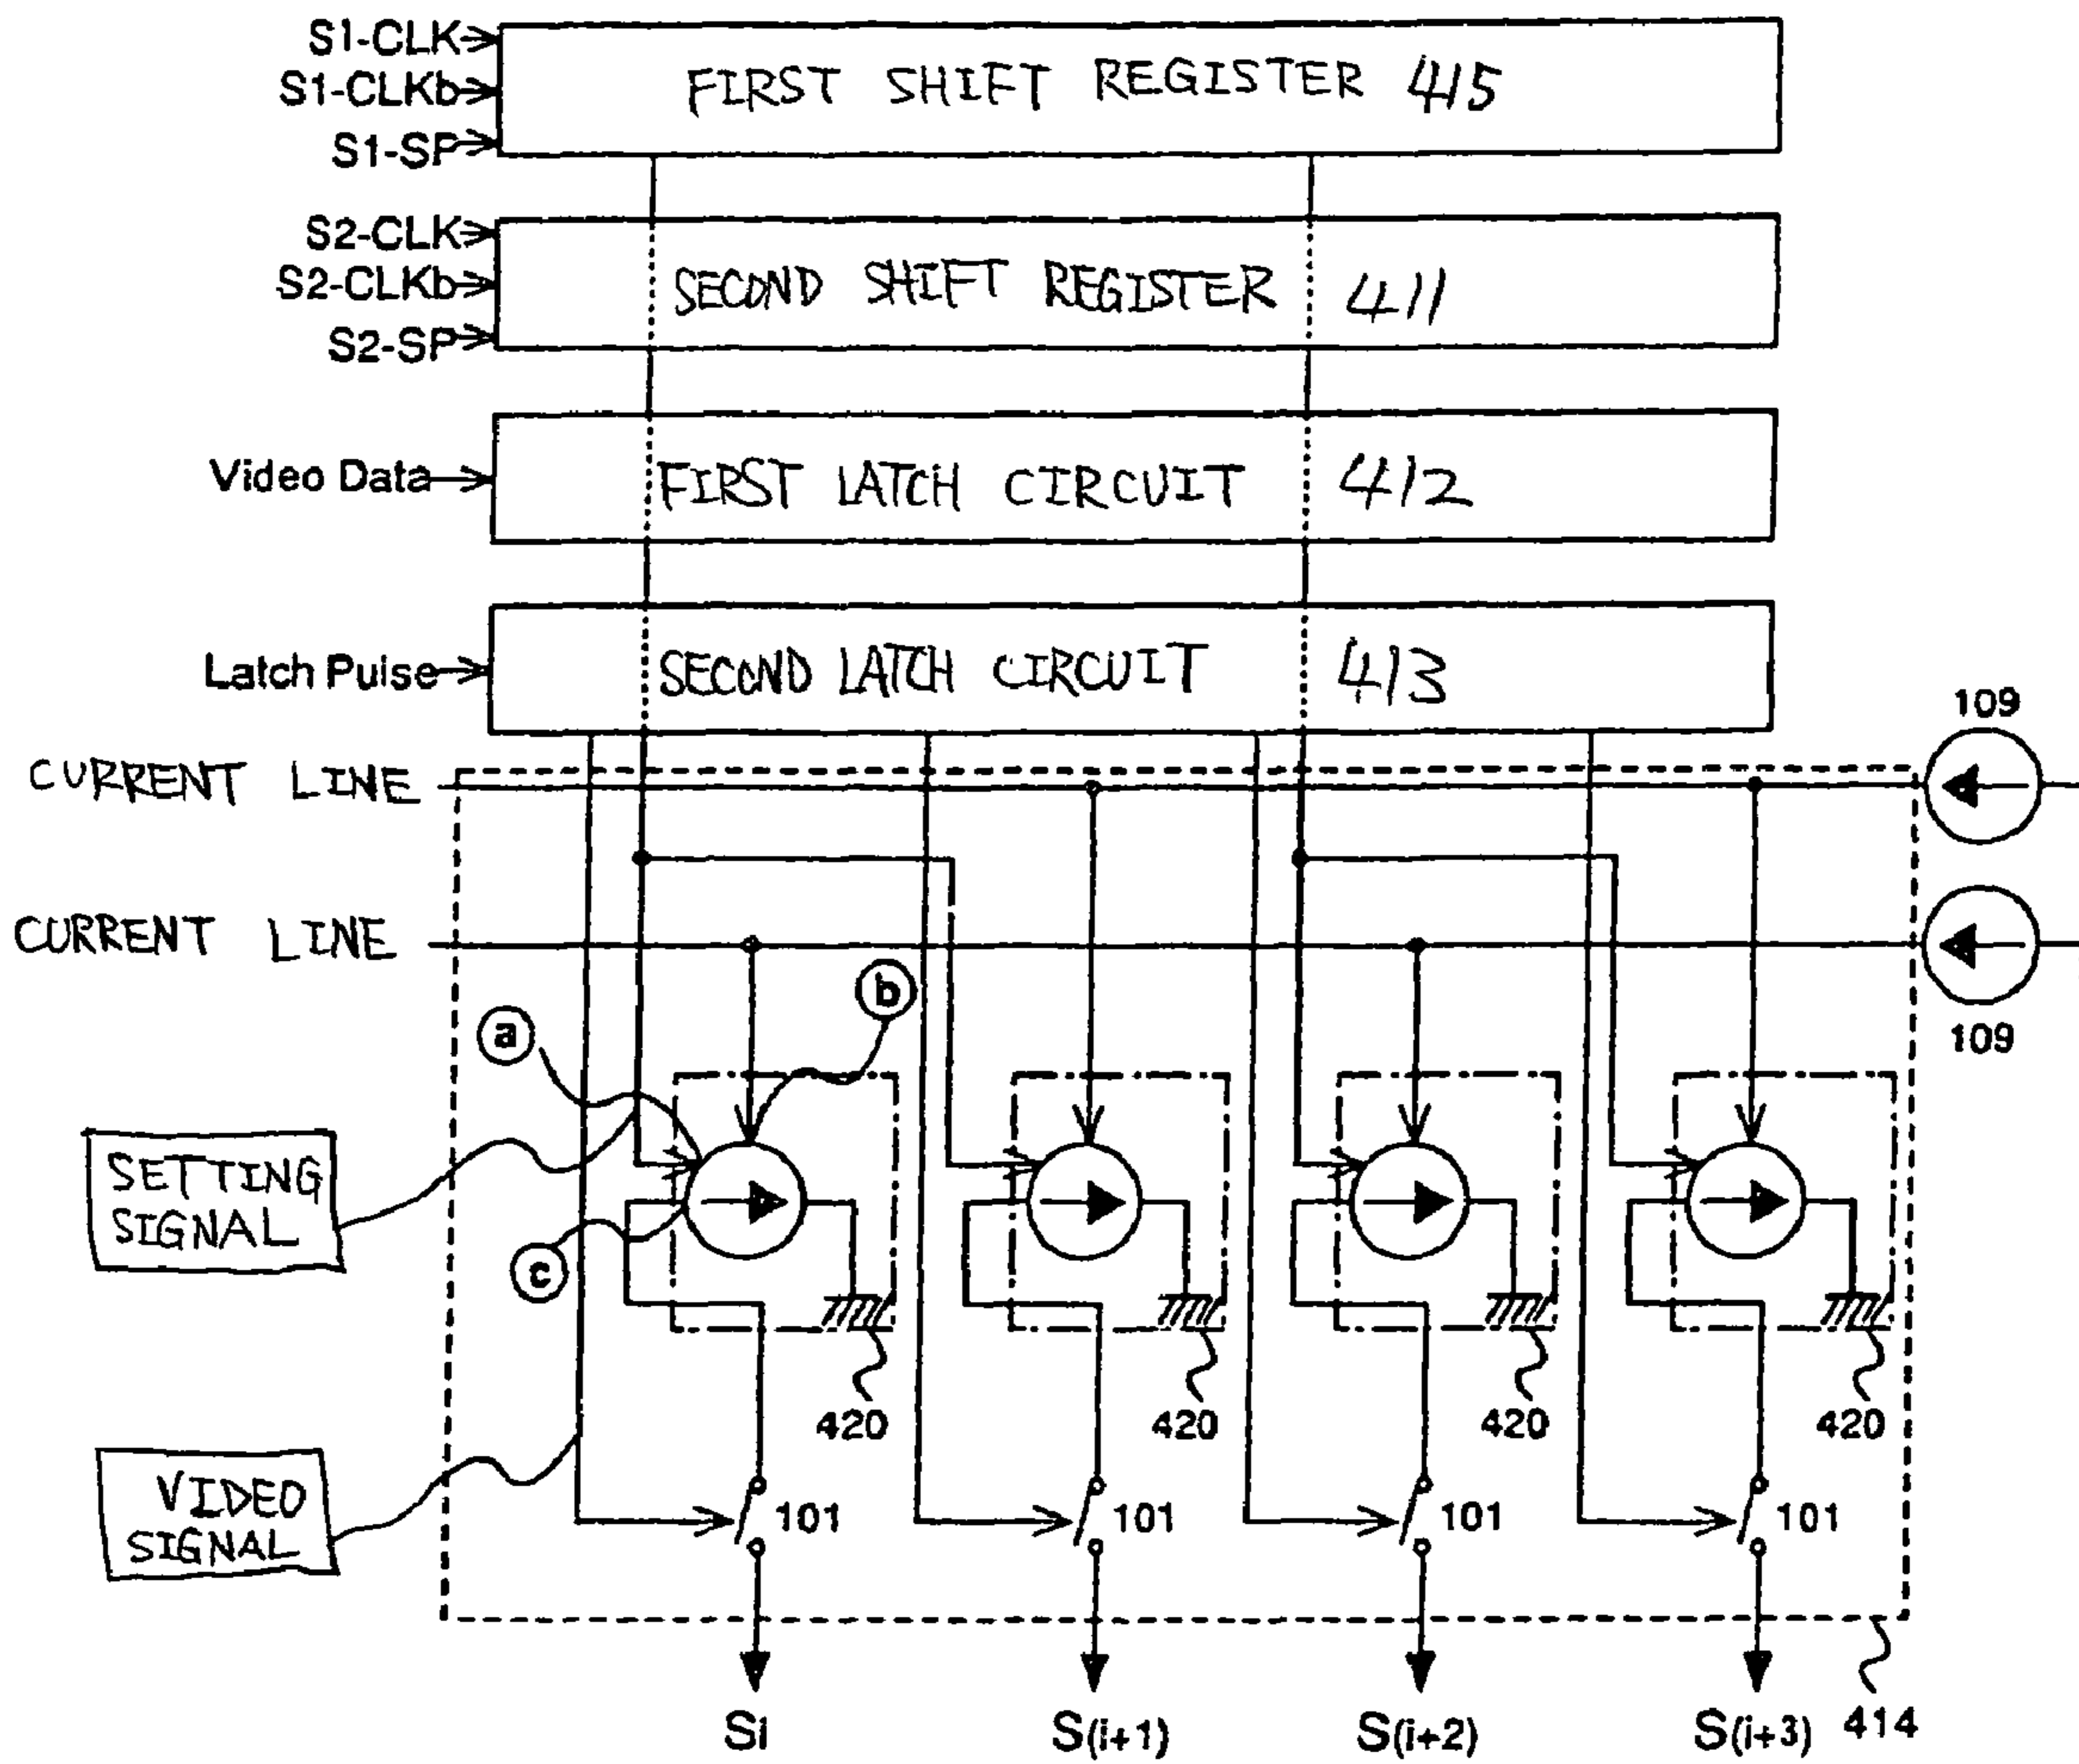 S1-CLK
S1-CLKb
S1-SP
FIRST SHIFT REGISTER 415
S2-CLK
S2-CLKb
S2-SP
SECOND SHIFT REGISTER 411
Video Data
FIRST LATCH CIRCUIT 412
Latch Pulse
SECOND LATCH CIRCUIT 413
109
CURRENT LINE
CURRENT LINE
109
a
b
SETTING
SIGNAL
c
420 420 420 420
VIDEO
SIGNAL
101 101 101 101
Si S(i+1) S(i+2) S(i+3) 414